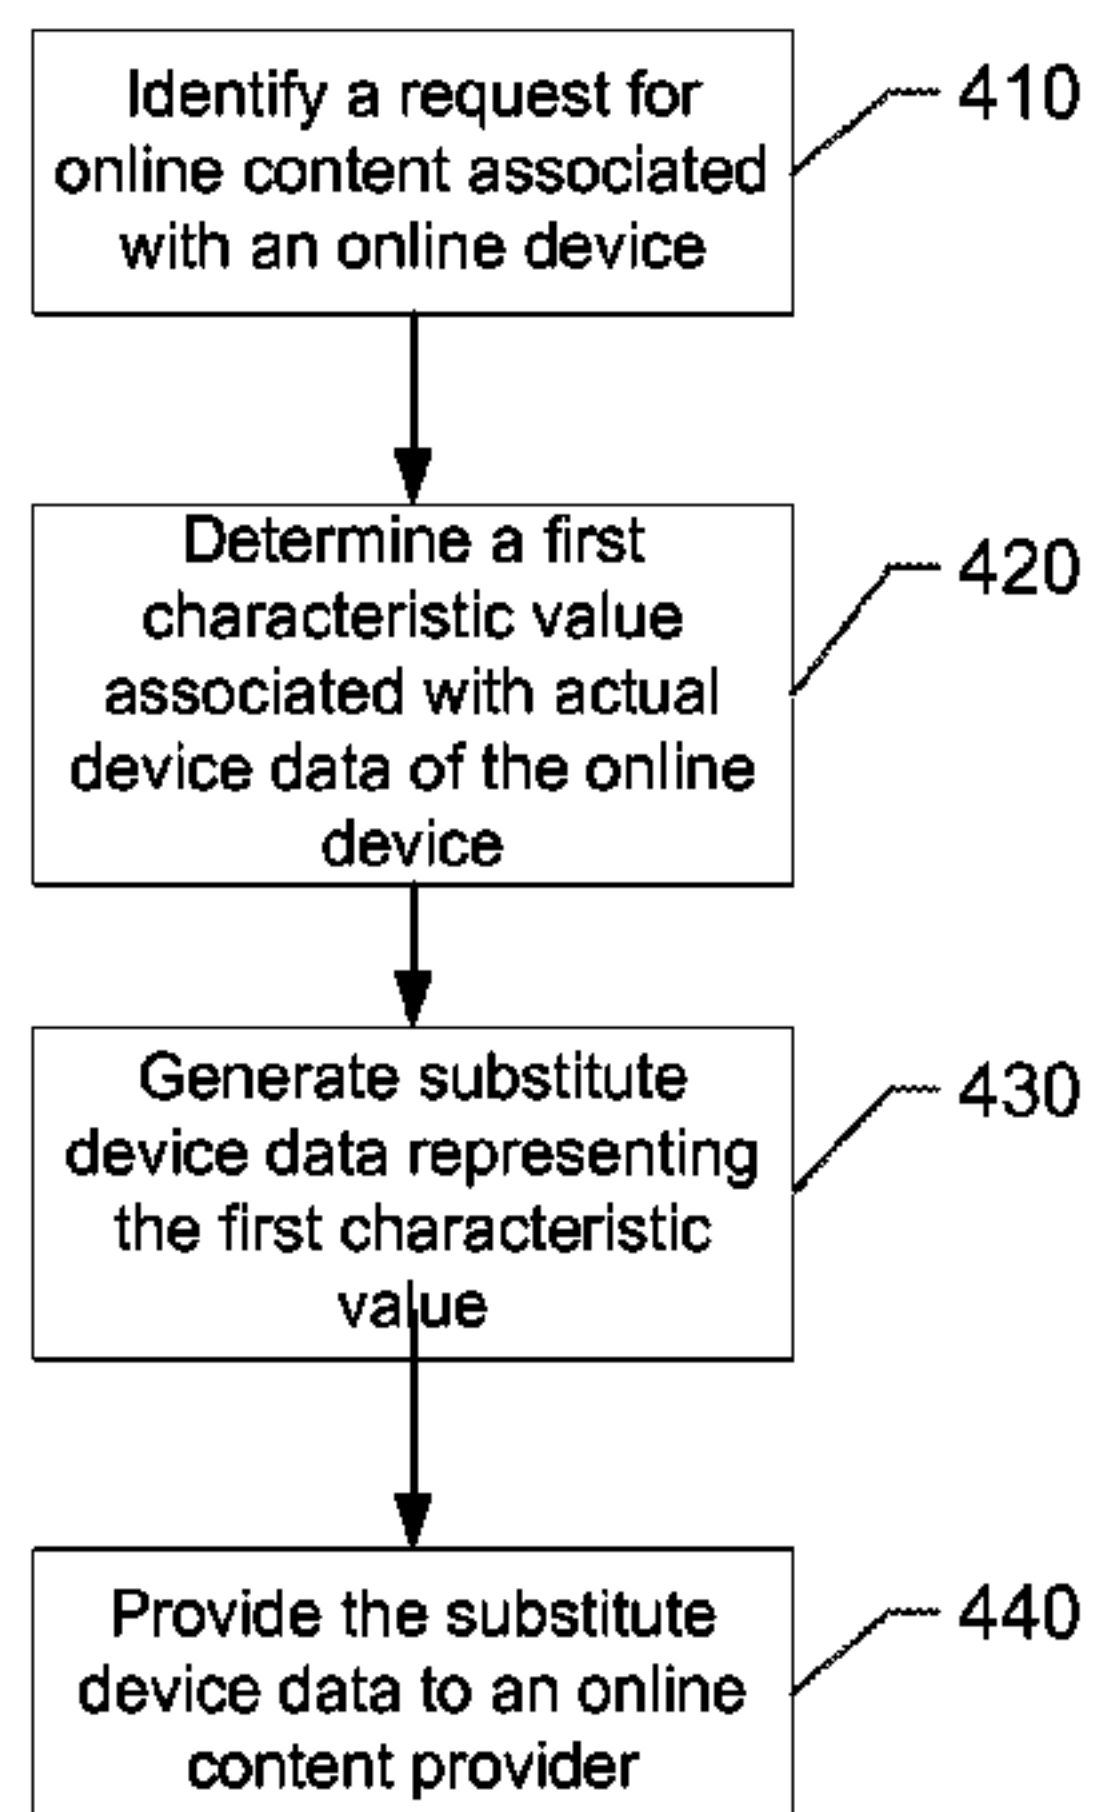 Identify a request for
online content associated
with an online device
410
Determine a first
characteristic value
associated with actual
device data of the online
device
420
Generate substitute
device data representing
the first characteristic
value
430
Provide the substitute
device data to an online
content provider
440